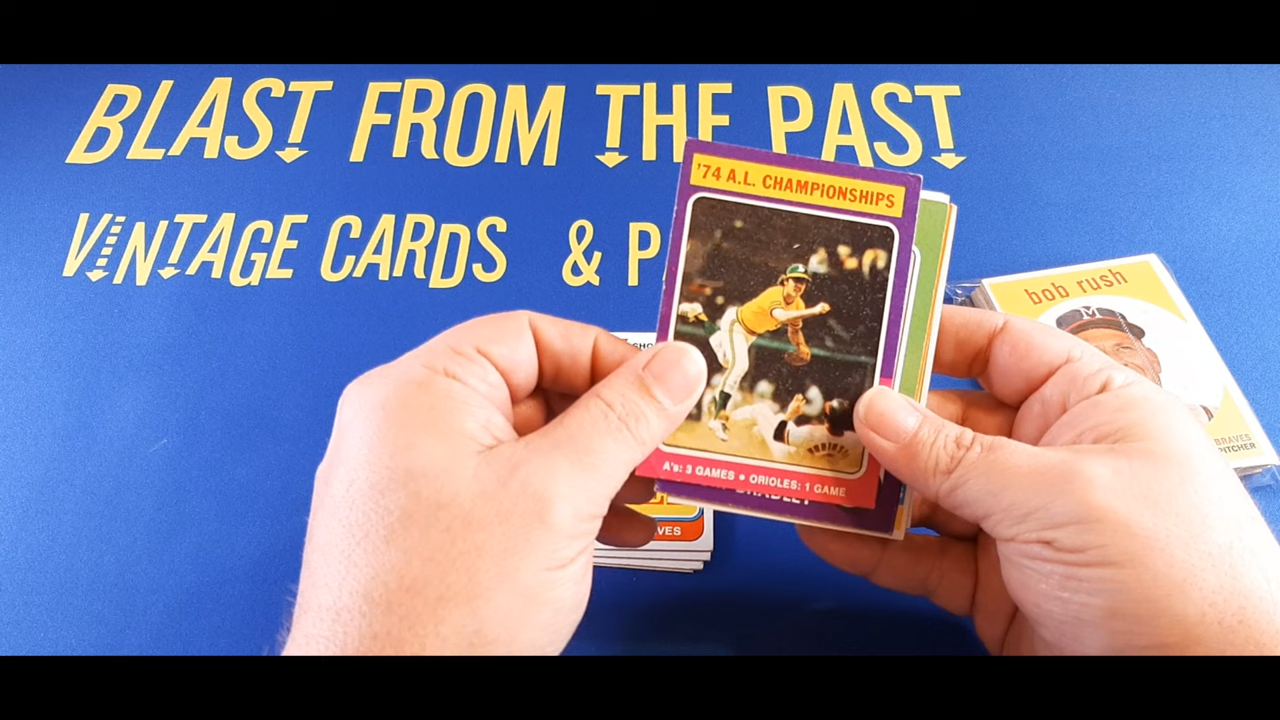 BLAST FROM THE PAST
VINTAGE CARDS & P
'74 A.L. CHAMPIONSHIPS
A's: 3 GAMES • ORIOLES: 1 GAME
bob rush
M
BRAVES
PITCHER